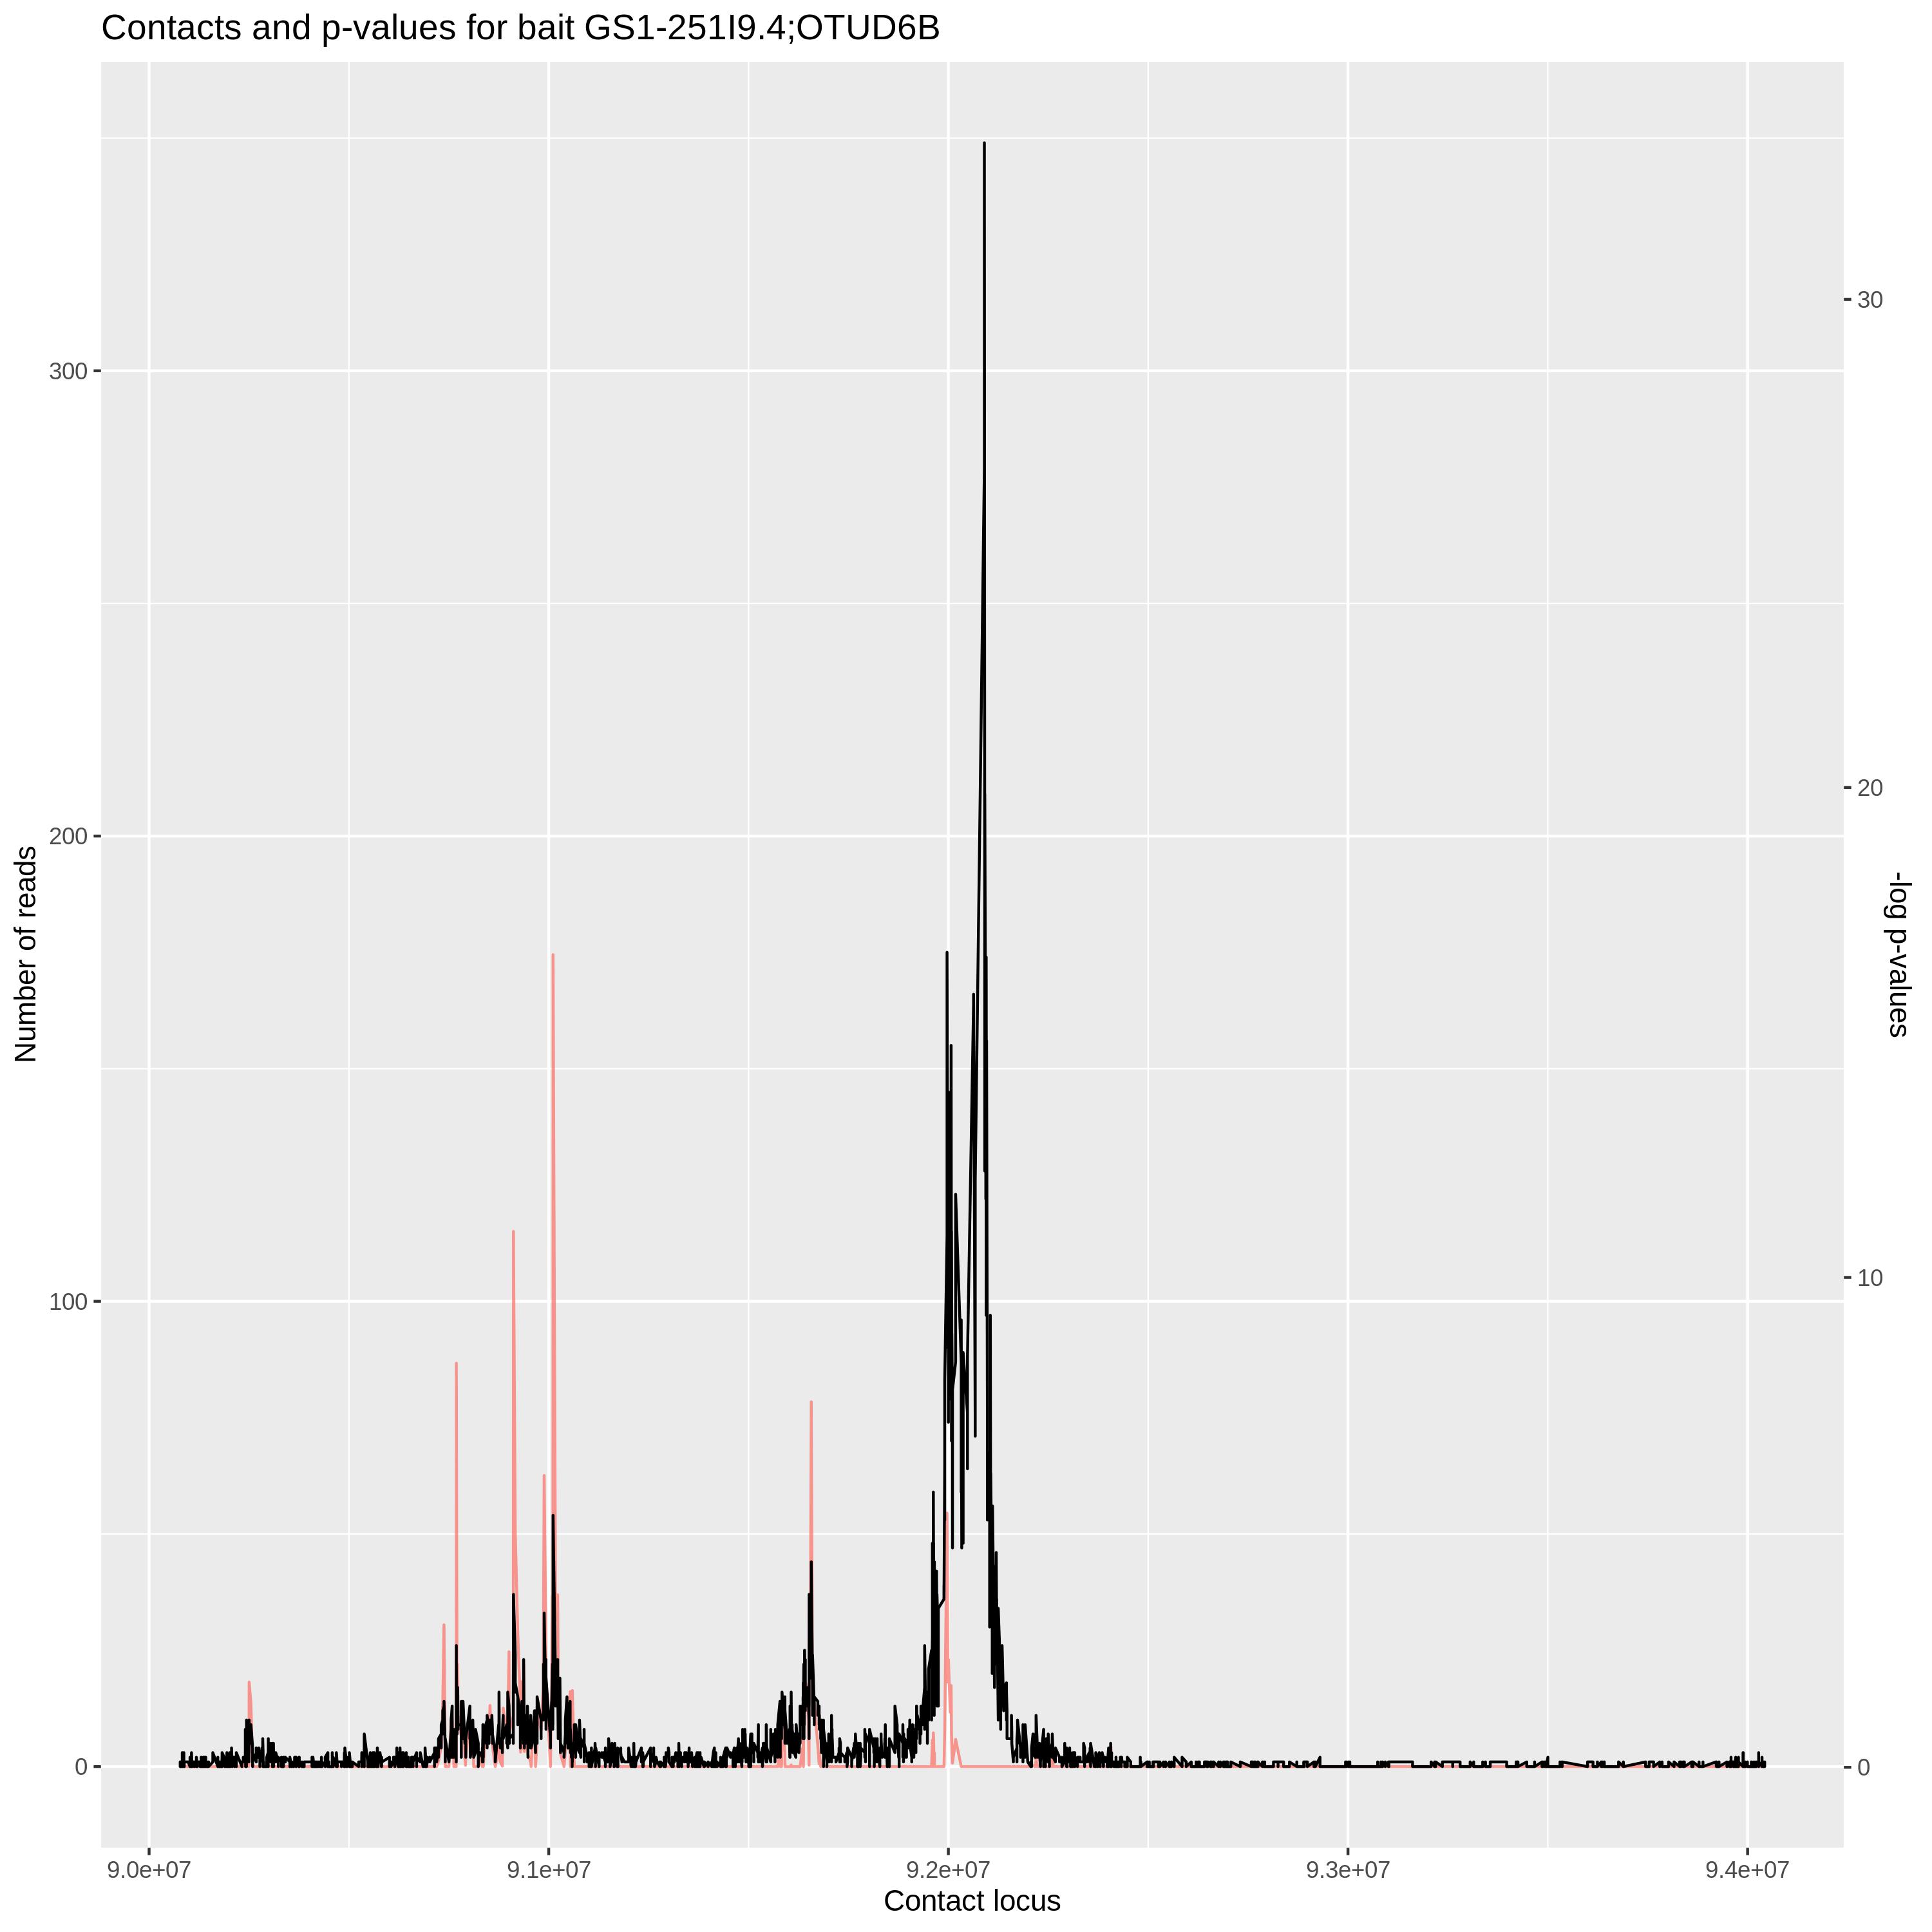 Contacts and p-values for bait GS1-251I9.4;OTUD6B
300
200
100
0
Number of reads
30
20
10
0
-log p-values
9.0e+07
9.1e+07
9.2e+07
9.3e+07
9.4e+07
Contact locus